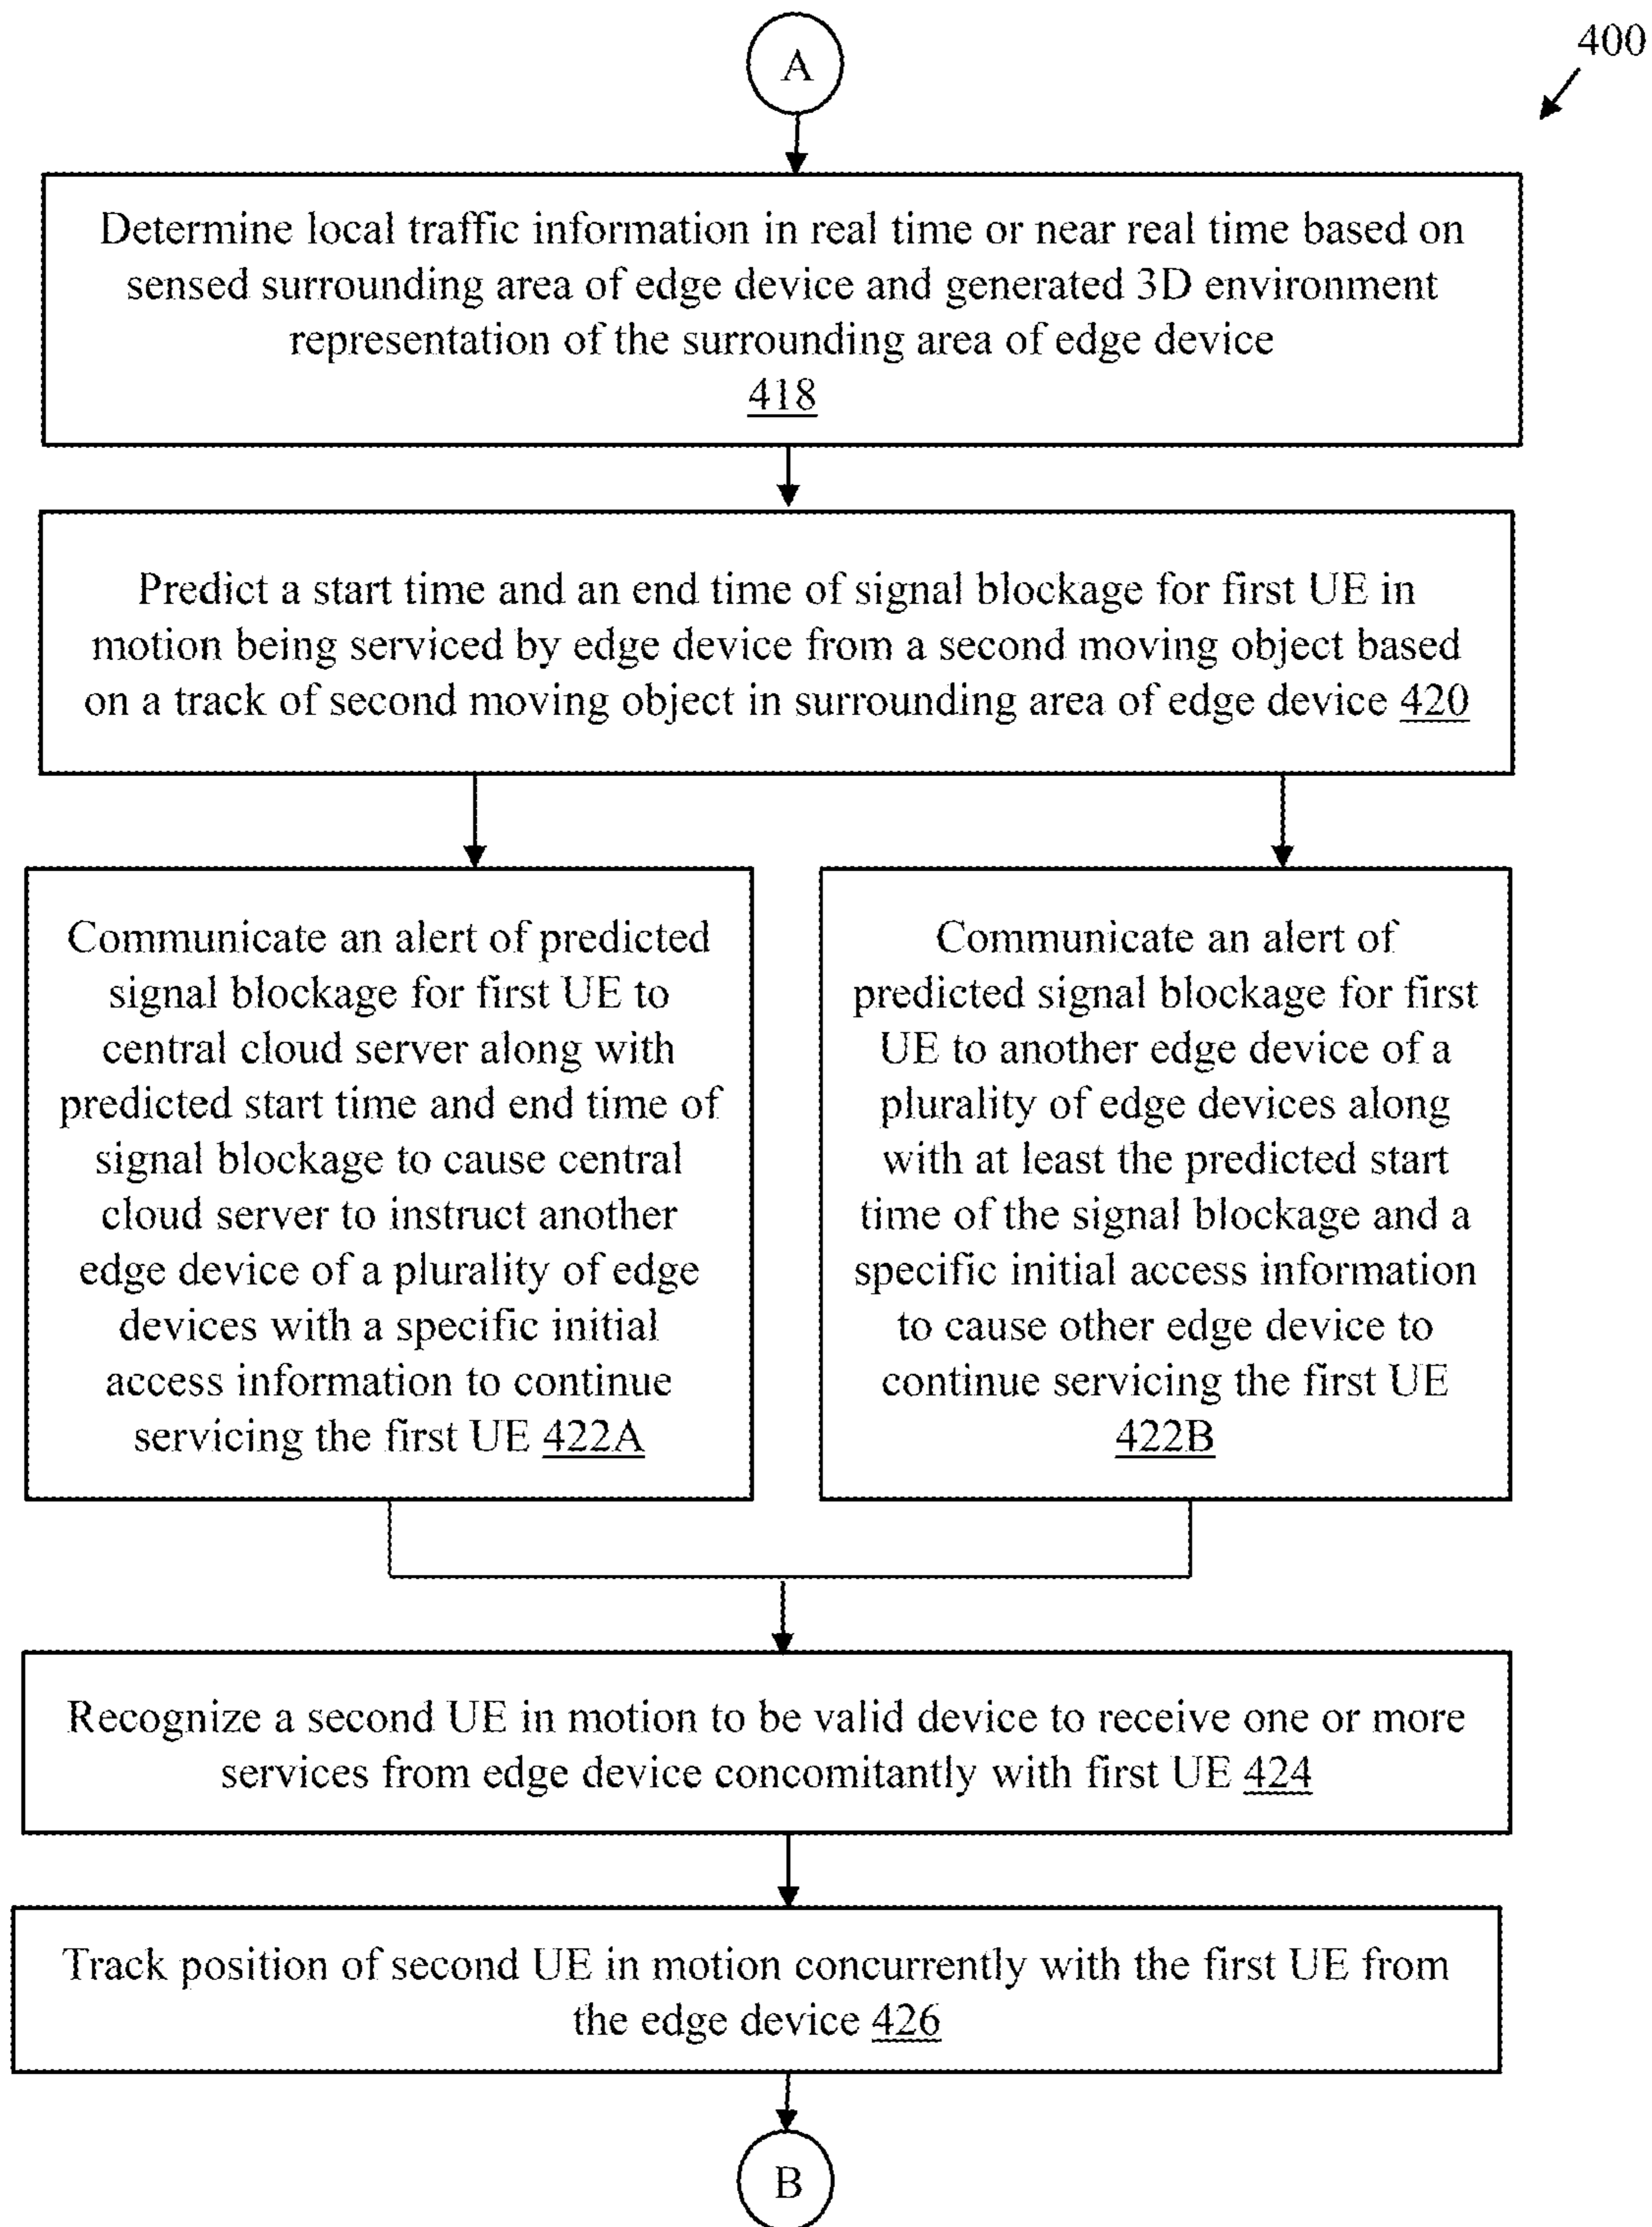 A
400
Determine local traffic information in real time or near real time based on
sensed surrounding area of edge device and generated 3D environment
representation of the surrounding area of edge device
418
Predict a start time and an end time of signal blockage for first UE in
motion being serviced by edge device from a second moving object based
on a track of second moving object in surrounding area of edge device 420
Communicate an alert of predicted
signal blockage for first UE to
central cloud server along with
predicted start time and end time of
signal blockage to cause central
cloud server to instruct another
edge device of a plurality of edge
devices with a specific initial
access information to continue
servicing the first UE 422A
Communicate an alert of
predicted signal blockage for first
UE to another edge device of a
plurality of edge devices along
with at least the predicted start
time of the signal blockage and a
specific initial access information
to cause other edge device to
continue servicing the first UE
422B
Recognize a second UE in motion to be valid device to receive one or more
services from edge device concomitantly with first UE 424
Track position of second UE in motion concurrently with the first UE from
the edge device 426
B